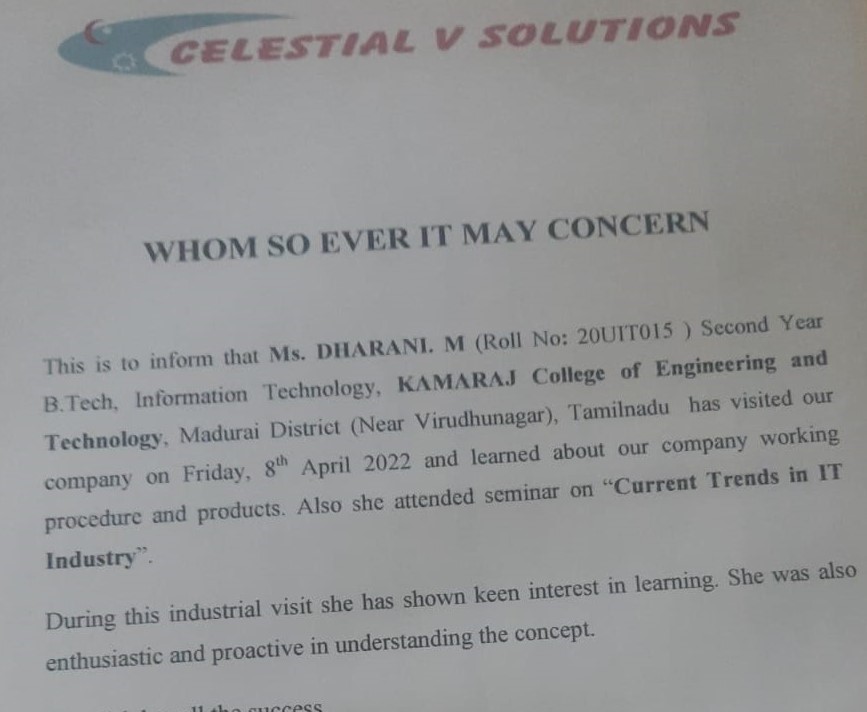 CELESTIAL V SOLUTIONS
WHOM SO EVER IT MAY CONCERN
This is to inform that Ms. DHARANI. M (Roll No: 20UIT015 ) Second Year
B.Tech, Information Technology, KAMARAJ College of Engineering and
Technology, Madurai District (Near Virudhunagar), Tamilnadu has visited our
company on Friday, 8th April 2022 and learned about our company working
procedure and products. Also she attended seminar on “Current Trends in IT
Industry”.
During this industrial visit she has shown keen interest in learning. She was also
enthusiastic and proactive in understanding the concept.
the success